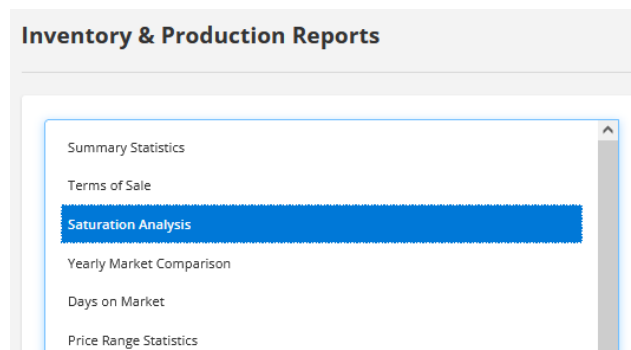 Inventory & Production Reports
Summary Statistics
Terms of Sale
Saturation Analysis
Yearly Market Comparison
Days on Market
Price Range Statistics